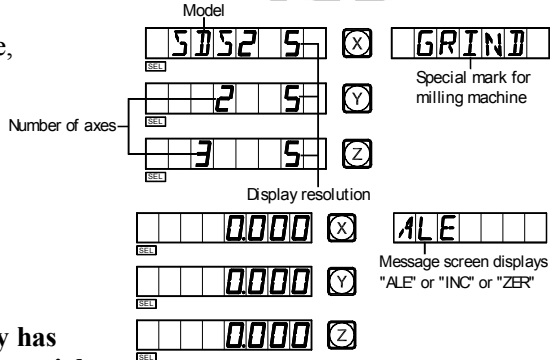 Model
SDS2 5 X GRIND
SEL
e,
Special mark for
milling machine
2 5 Y
SEL
Number of axes
3 5 Z
SEL
Display resolution
0.000 X ALE
SEL
Message screen displays
"ALE" or "INC" or "ZER"
0.000 Y
SEL
y has
0.000 Z
SEL